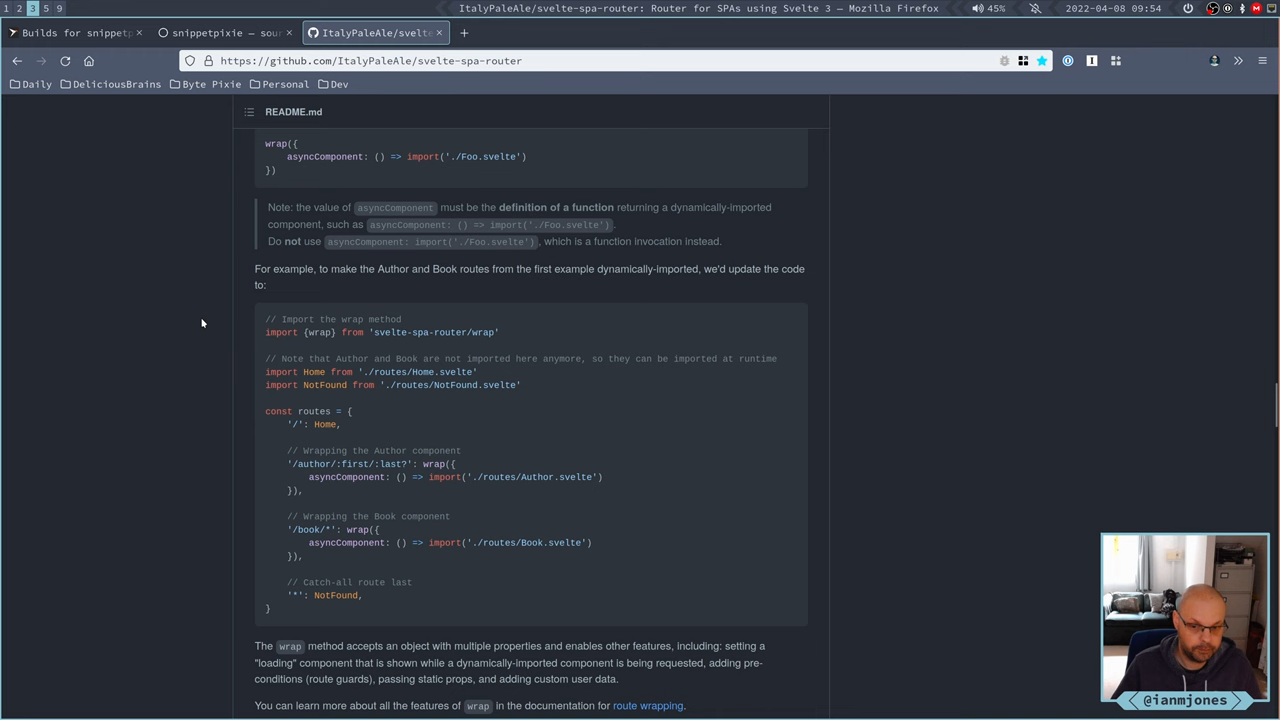 1 2 3 5 9
ItalyPaleAle/svelte-spa-router: Router for SPAs using Svelte 3 — Mozilla Firefox
45%
2022-04-08 09:54
Builds for snippetp
snippetpixie — sour
ItalyPaleAle/svelte
https://github.com/ItalyPaleAle/svelte-spa-router
Daily
DeliciousBrains
Byte Pixie
Personal
Dev
README.md
wrap({
asyncComponent: () => import('./Foo.svelte')
})
Note: the value of asyncComponent must be the definition of a function returning a dynamically-imported
component, such as asyncComponent: () => import('./Foo.svelte').
Do not use asyncComponent: import('./Foo.svelte'), which is a function invocation instead.
For example, to make the Author and Book routes from the first example dynamically-imported, we'd update the code
to:
// Import the wrap method
import {wrap} from 'svelte-spa-router/wrap'
// Note that Author and Book are not imported here anymore, so they can be imported at runtime
import Home from './routes/Home.svelte'
import NotFound from './routes/NotFound.svelte'
const routes = {
'/': Home,
// Wrapping the Author component
'/author/:first/:last?': wrap({
asyncComponent: () => import('./routes/Author.svelte')
}),
// Wrapping the Book component
'/book/*': wrap({
asyncComponent: () => import('./routes/Book.svelte')
}),
// Catch-all route last
'*': NotFound,
}
The wrap method accepts an object with multiple properties and enables other features, including: setting a
"loading" component that is shown while a dynamically-imported component is being requested, adding pre-
conditions (route guards), passing static props, and adding custom user data.
You can learn more about all the features of wrap in the documentation for route wrapping.
@ianmjones